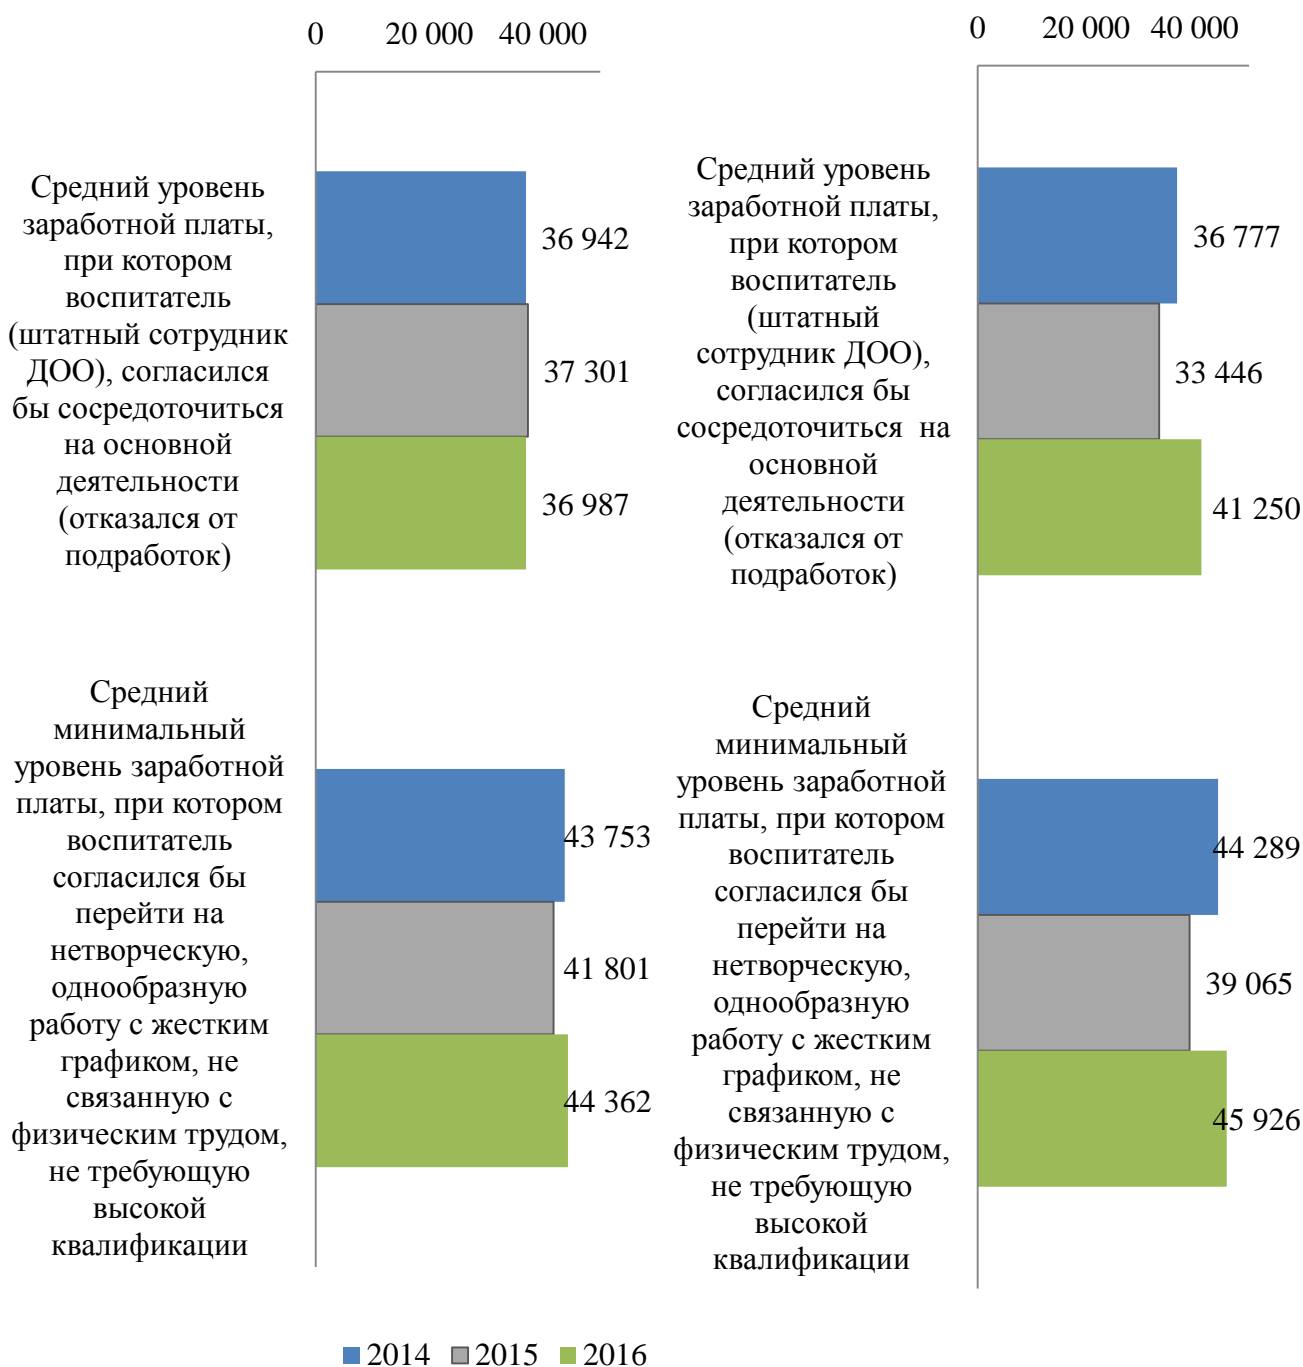 0 20 000 40 000
Средний уровень
заработной платы,
при котором
воспитатель
(штатный сотрудник
ДОО), согласился
бы сосредоточиться
на основной
деятельности
(отказался от
подработок)
36 942
37 301
36 987
Средний
минимальный
уровень заработной
платы, при котором
воспитатель
согласился бы
перейти на
нетворческую,
однообразную
работу с жестким
графиком, не
связанную с
физическим трудом,
не требующую
высокой
квалификации
43 753
41 801
44 362
0 20 000 40 000
Средний уровень
заработной платы,
при котором
воспитатель
(штатный
сотрудник ДОО),
согласился бы
сосредоточиться на
основной
деятельности
(отказался от
подработок)
36 777
33 446
41 250
Средний
минимальный
уровень заработной
платы, при котором
воспитатель
согласился бы
перейти на
нетворческую,
однообразную
работу с жестким
графиком, не
связанную с
физическим трудом,
не требующую
высокой
квалификации
44 289
39 065
45 926
2014 2015 2016